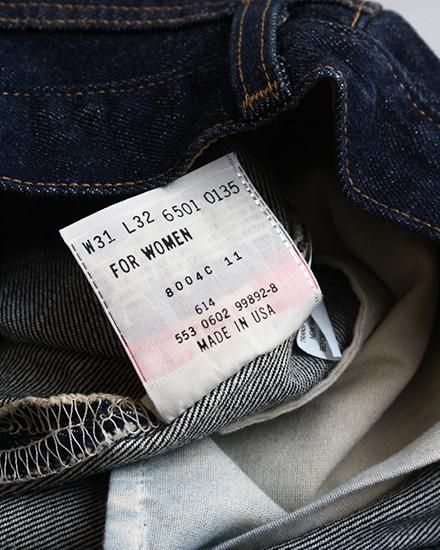 W31 L32 6501 0135
FOR WOMEN
8004C 11
614
553 0602 99892-8
MADE IN USA